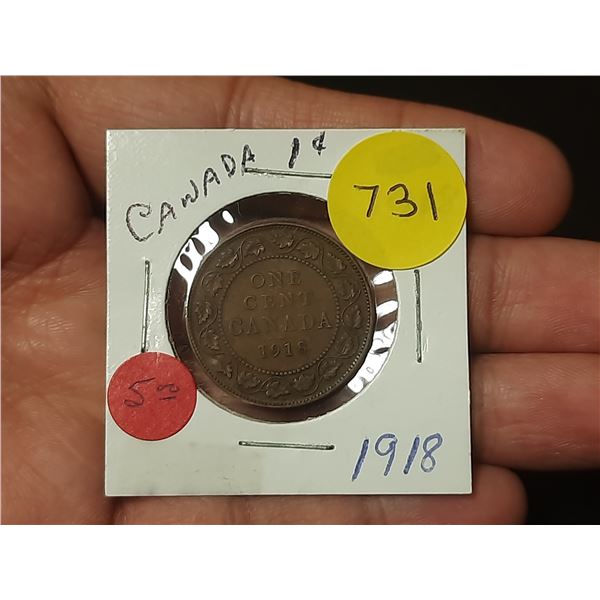 CANADA 1¢
731
ONE
CENT
CANADA
1918
5.00
1918